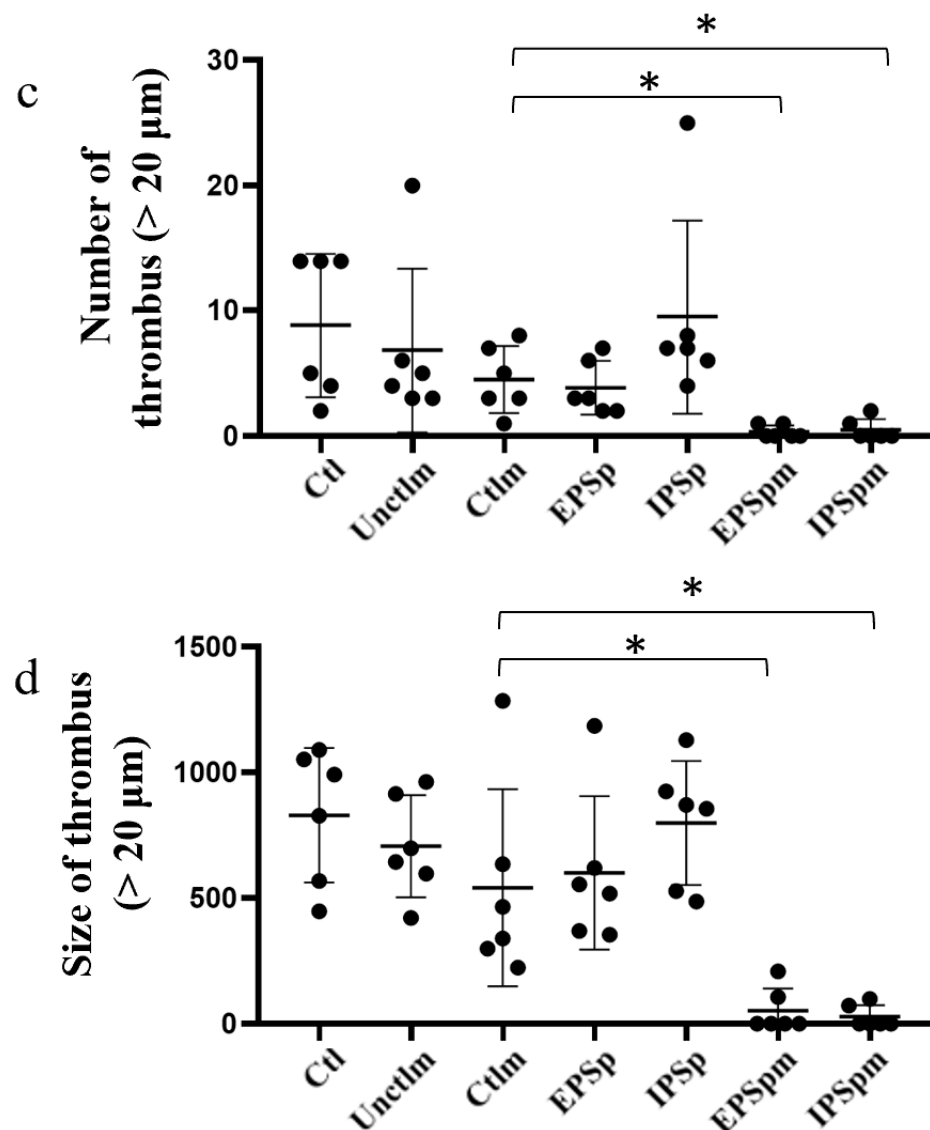 c
Number of
thrombus (> 20 µm)
30
20
10
0
*
*
Ctl
Unctlm
Ctlm
EPSp
IPSp
EPSpm
IPSpm
d
Size of thrombus
(> 20 µm)
1500
1000
500
0
*
*
Ctl
Unctlm
Ctlm
EPSp
IPSp
EPSpm
IPSpm